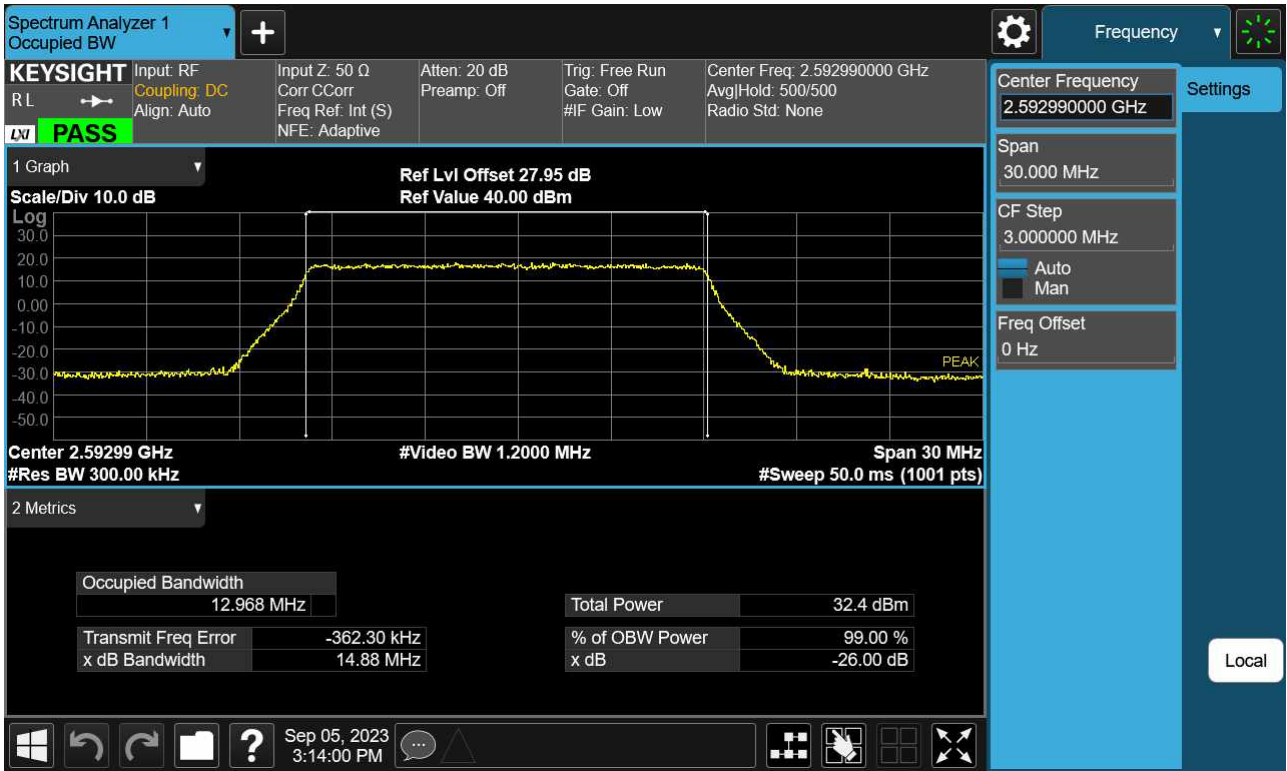 Spectrum Analyzer 1
Occupied BW
+
Frequency
KEYSIGHT
R L
LXI
PASS
Input: RF
Coupling: DC
Align: Auto
Input Z: 50 Ω
Corr CCorr
Freq Ref: Int (S)
NFE: Adaptive
Atten: 20 dB
Preamp: Off
Trig: Free Run
Gate: Off
#IF Gain: Low
Center Freq: 2.592990000 GHz
Avg|Hold: 500/500
Radio Std: None
1 Graph
Scale/Div 10.0 dB
Ref Lvl Offset 27.95 dB
Ref Value 40.00 dBm
Log
30.0
20.0
10.0
0.00
-10.0
-20.0
-30.0
-40.0
-50.0
PEAK
Center 2.59299 GHz
#Video BW 1.2000 MHz
Span 30 MHz
#Res BW 300.00 kHz
#Sweep 50.0 ms (1001 pts)
2 Metrics
Occupied Bandwidth
12.968 MHz
Transmit Freq Error -362.30 kHz
x dB Bandwidth 14.88 MHz
Total Power 32.4 dBm
% of OBW Power 99.00 %
x dB -26.00 dB
Center Frequency
2.592990000 GHz
Span
30.000 MHz
CF Step
3.000000 MHz
Auto
Man
Freq Offset
0 Hz
Settings
Local
?
Sep 05, 2023
3:14:00 PM